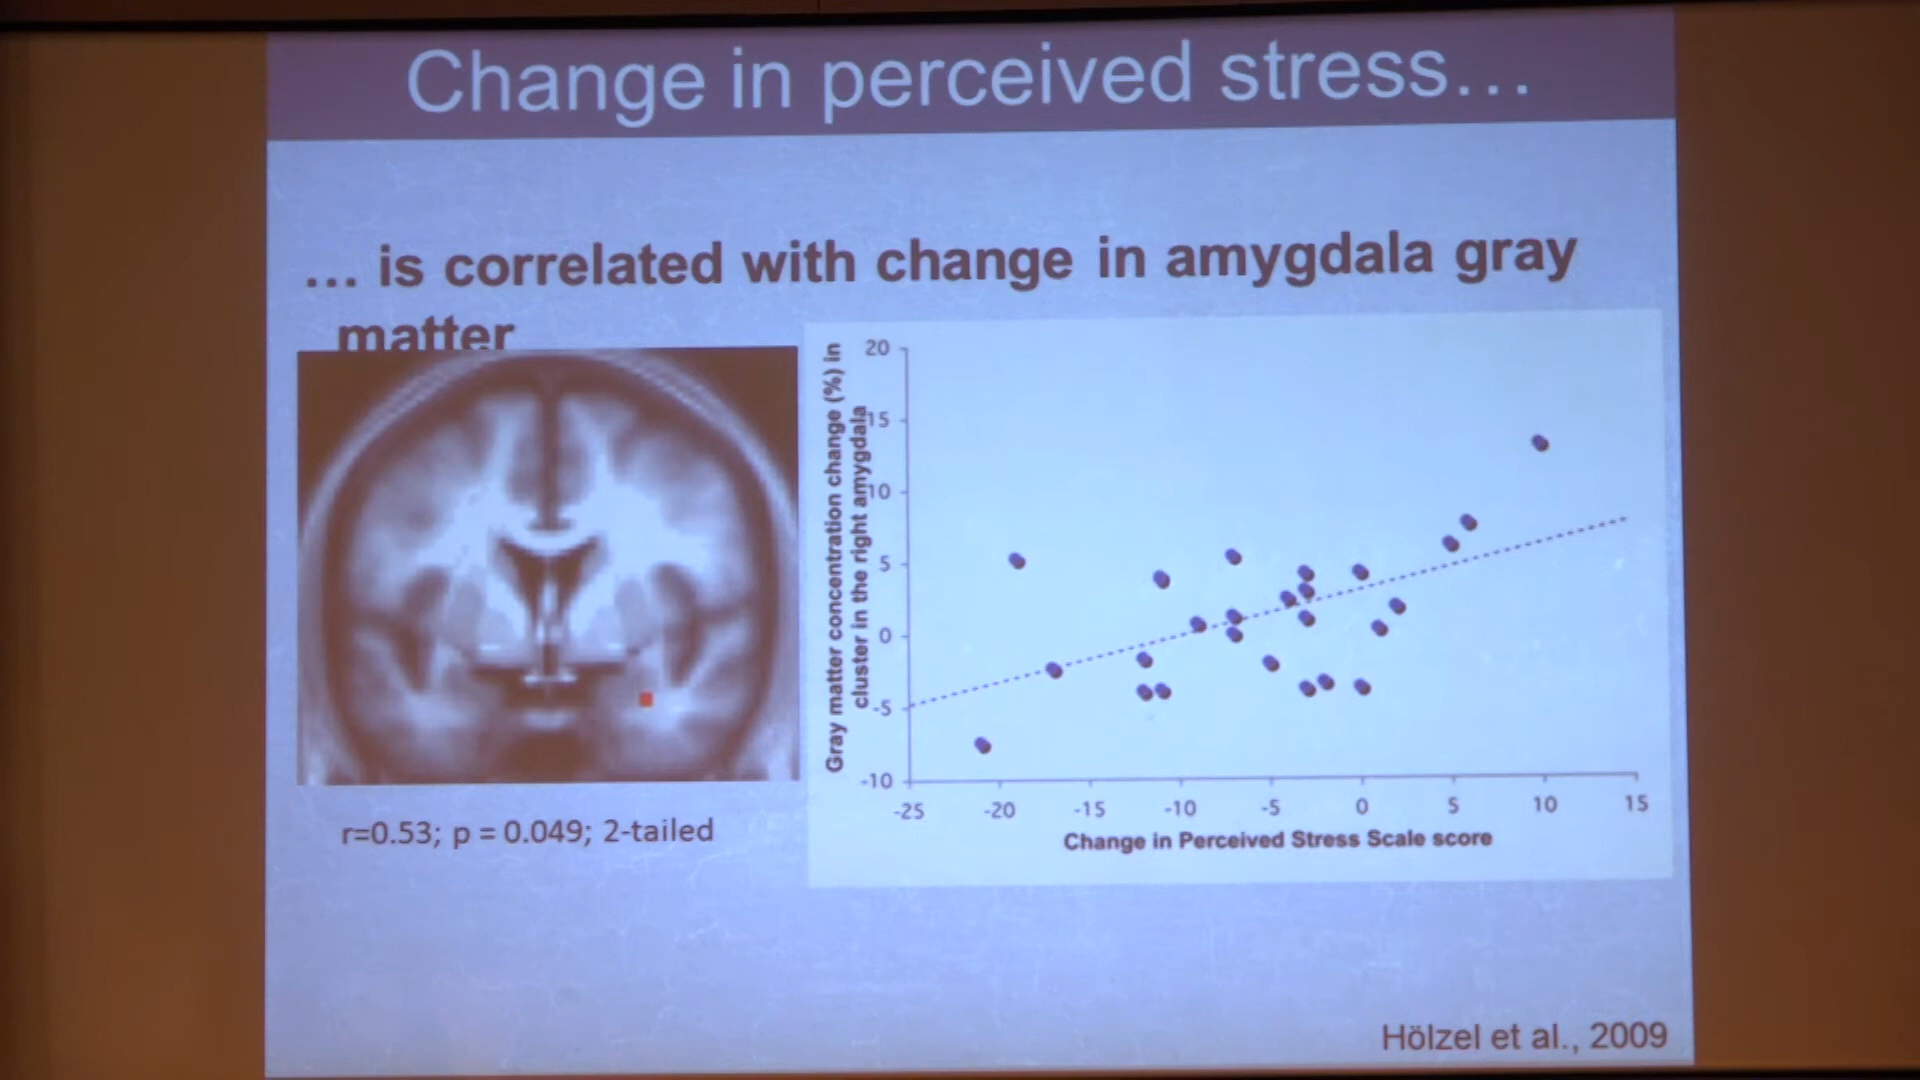 Change in perceived stress…
… is correlated with change in amygdala gray
matter
Gray matter concentration change (%) in
cluster in the right amygdala
20
15
10
5
0
-5
-10
-25 -20 -15 -10 -5 0 5 10 15
Change in Perceived Stress Scale score
r=0.53; p = 0.049; 2-tailed
Hölzel et al., 2009